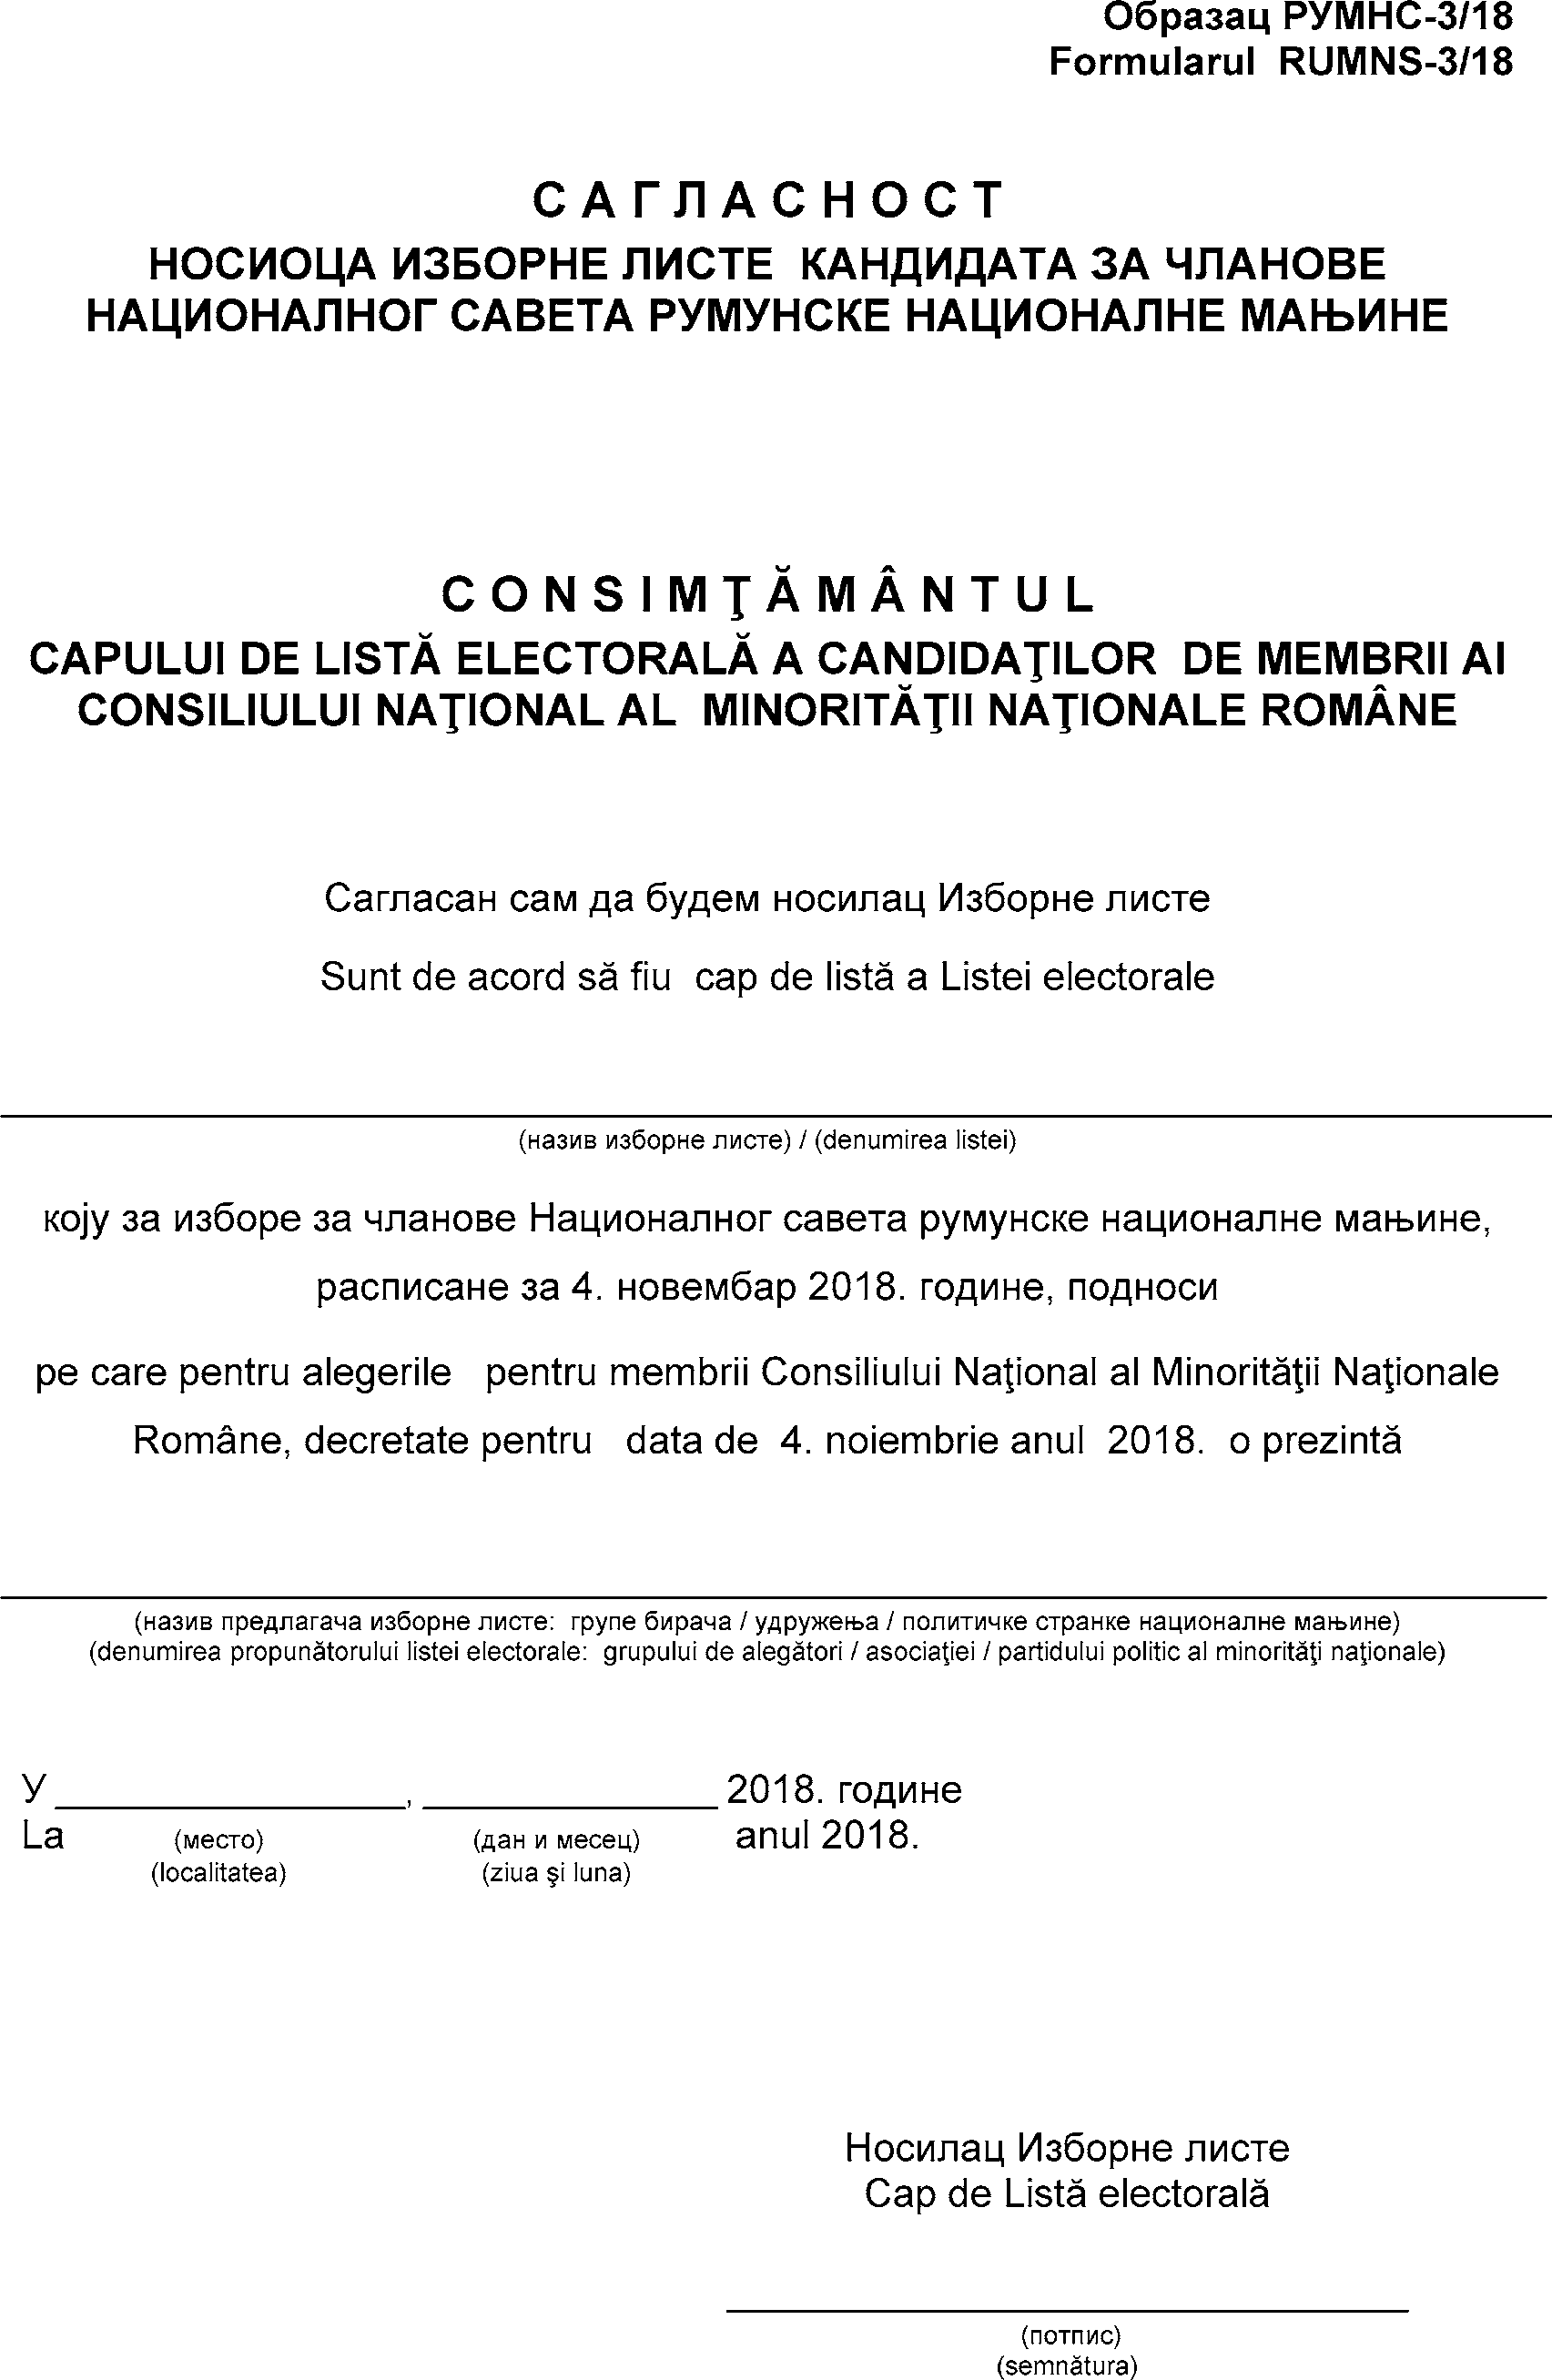 Образац РУМНС-3/18
Formularul RUMNS-3/18
С А Г Л А С Н О С Т
НОСИОЦА ИЗБОРНЕ ЛИСТЕ КАНДИДАТА ЗА ЧЛАНОВЕ
НАЦИОНАЛНОГ САВЕТА РУМУНСКЕ НАЦИОНАЛНЕ МАЊИНЕ
C O N S I M Ţ Ă M Â N T U L
CAPULUI DE LISTĂ ELECTORALĂ A CANDIDAŢILOR DE MEMBRII AI
CONSILIULUI NAŢIONAL AL MINORITĂŢII NAŢIONALE ROMÂNE
Сагласан сам да будем носилац Изборне листе
Sunt de acord să fiu cap de listă a Listei electorale
(назив изборне листе) / (denumirea listei)
коју за изборе за чланове Националног савета румунске националне мањине,
расписане за 4. новембар 2018. године, подноси
pe care pentru alegerile pentru membrii Consiliului Naţional al Minorităţii Naţionale
Române, decretate pentru data de 4. noiembrie anul 2018. o prezintă
(назив предлагача изборне листе: групе бирача / удружења / политичке странке националне мањине)
(denumirea propunătorului listei electorale: grupului de alegători / asociaţiei / partidului politic al minorităţi naţionale)
У ________________, ______________ 2018. године
La (место) (дан и месец) anul 2018.
(localitatea) (ziua şi luna)
Носилац Изборне листе
Cap de Listă electorală
(потпис)
(semnătura)